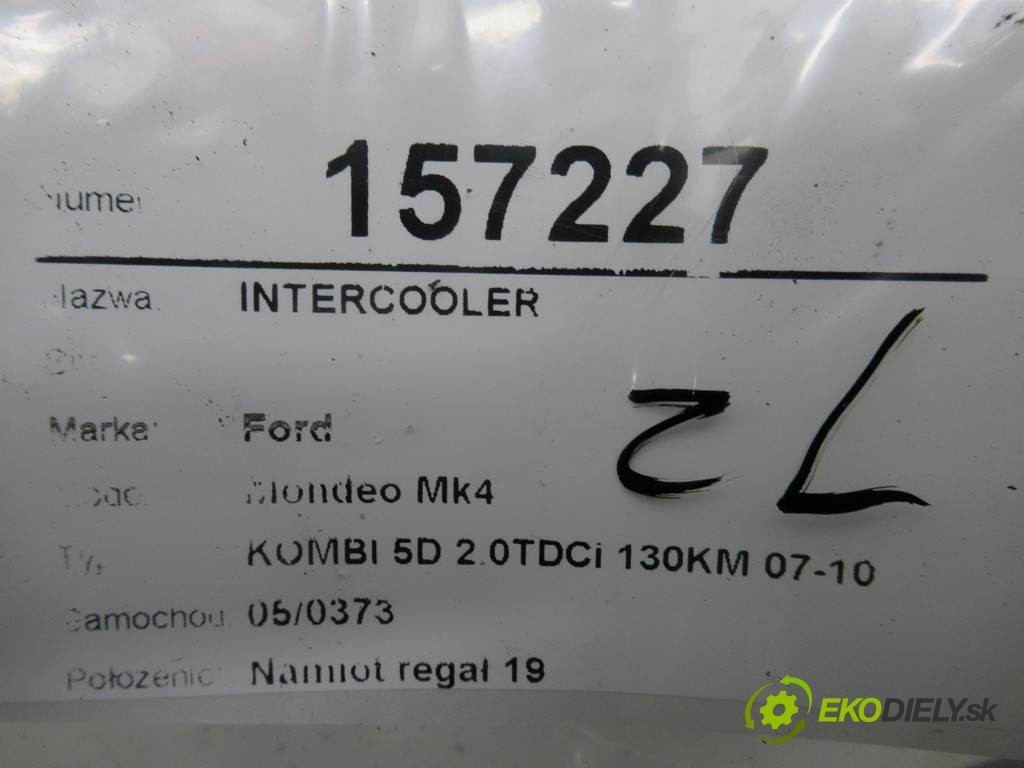 157227
INTERCOOLER
Marka: Ford
Mondeo Mk4
KOMBI 5D 2.0TDCi 130KM 07-10
05/0373
Namiot regał 19
EKODIELY.sk